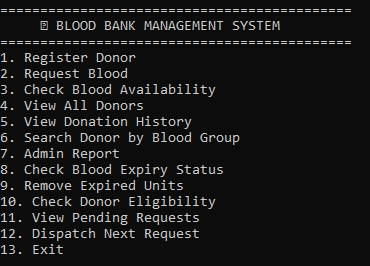 ============================================
⍰ BLOOD BANK MANAGEMENT SYSTEM
============================================
1. Register Donor
2. Request Blood
3. Check Blood Availability
4. View All Donors
5. View Donation History
6. Search Donor by Blood Group
7. Admin Report
8. Check Blood Expiry Status
9. Remove Expired Units
10. Check Donor Eligibility
11. View Pending Requests
12. Dispatch Next Request
13. Exit